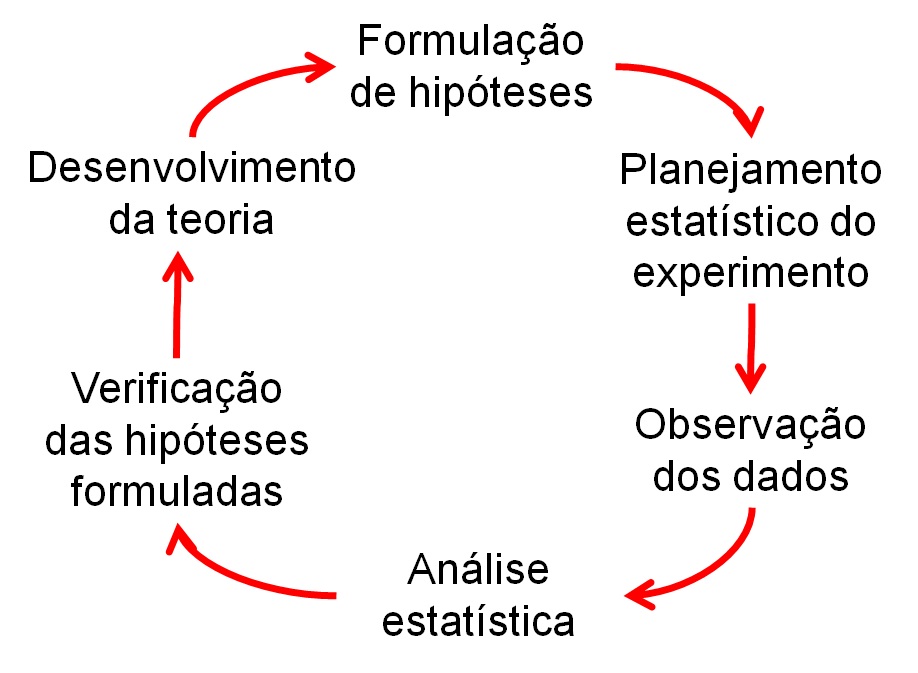 Formulação
de hipóteses
Planejamento
estatístico do
experimento
Observação
dos dados
Análise
estatística
Verificação
das hipóteses
formuladas
Desenvolvimento
da teoria